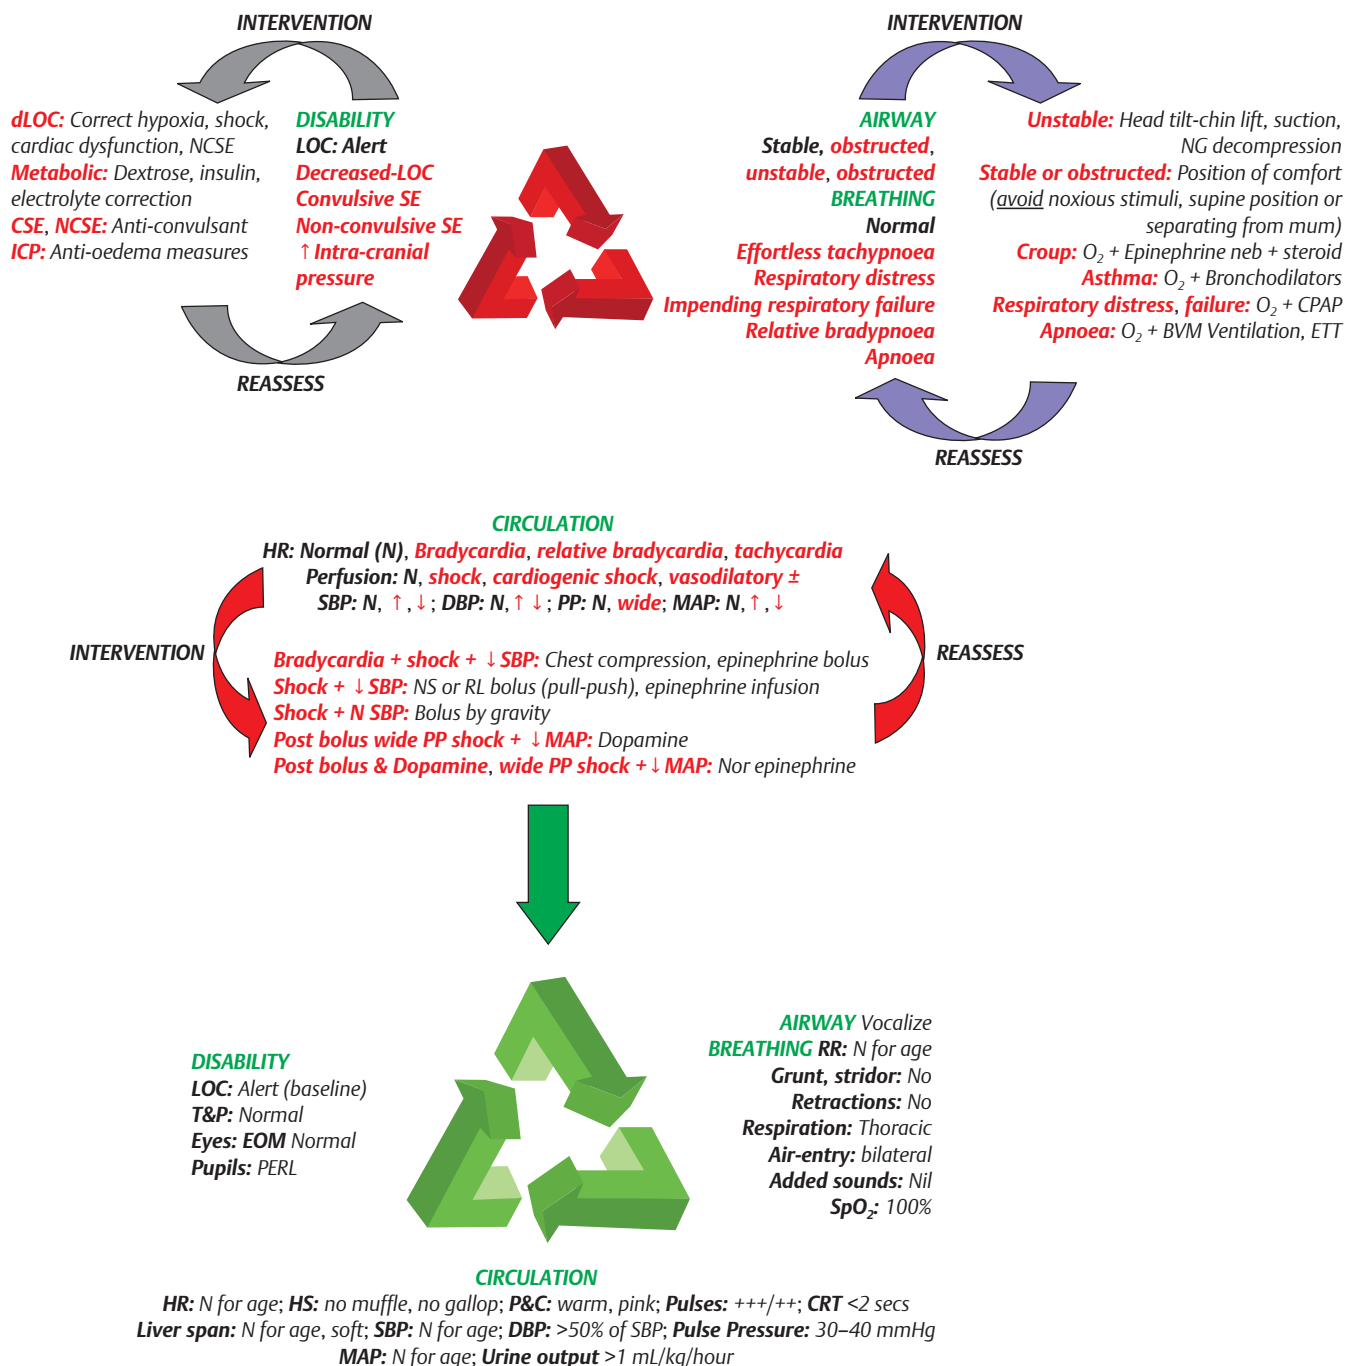 INTERVENTION
dLOC: Correct hypoxia, shock,
cardiac dysfunction, NCSE
Metabolic: Dextrose, insulin,
electrolyte correction
CSE, NCSE: Anti-convulsant
ICP: Anti-oedema measures
DISABILITY
LOC: Alert
Decreased-LOC
Convulsive SE
Non-convulsive SE
↑ Intra-cranial
pressure
REASSESS
INTERVENTION
AIRWAY
Stable, obstructed,
unstable, obstructed
BREATHING
Normal
Effortless tachypnoea
Respiratory distress
Impending respiratory failure
Relative bradypnoea
Apnoea
Unstable: Head tilt-chin lift, suction,
NG decompression
Stable or obstructed: Position of comfort
(avoid noxious stimuli, supine position or
separating from mum)
Croup: O₂ + Epinephrine neb + steroid
Asthma: O₂ + Bronchodilators
Respiratory distress, failure: O₂ + CPAP
Apnoea: O₂ + BVM Ventilation, ETT
REASSESS
CIRCULATION
HR: Normal (N), Bradycardia, relative bradycardia, tachycardia
Perfusion: N, shock, cardiogenic shock, vasodilatory ±
SBP: N, ↑,↓; DBP: N,↑↓; PP: N, wide; MAP: N,↑,↓
INTERVENTION
Bradycardia + shock + ↓SBP: Chest compression, epinephrine bolus
Shock + ↓SBP: NS or RL bolus (pull-push), epinephrine infusion
Shock + N SBP: Bolus by gravity
Post bolus wide PP shock + ↓MAP: Dopamine
Post bolus & Dopamine, wide PP shock +↓MAP: Nor epinephrine
REASSESS
DISABILITY
LOC: Alert (baseline)
T&P: Normal
Eyes: EOM Normal
Pupils: PERL
AIRWAY Vocalize
BREATHING RR: N for age
Grunt, stridor: No
Retractions: No
Respiration: Thoracic
Air-entry: bilateral
Added sounds: Nil
SpO₂: 100%
CIRCULATION
HR: N for age; HS: no muffle, no gallop; P&C: warm, pink; Pulses: +++/++; CRT <2 secs
Liver span: N for age, soft; SBP: N for age; DBP: >50% of SBP; Pulse Pressure: 30–40 mmHg
MAP: N for age; Urine output >1 mL/kg/hour